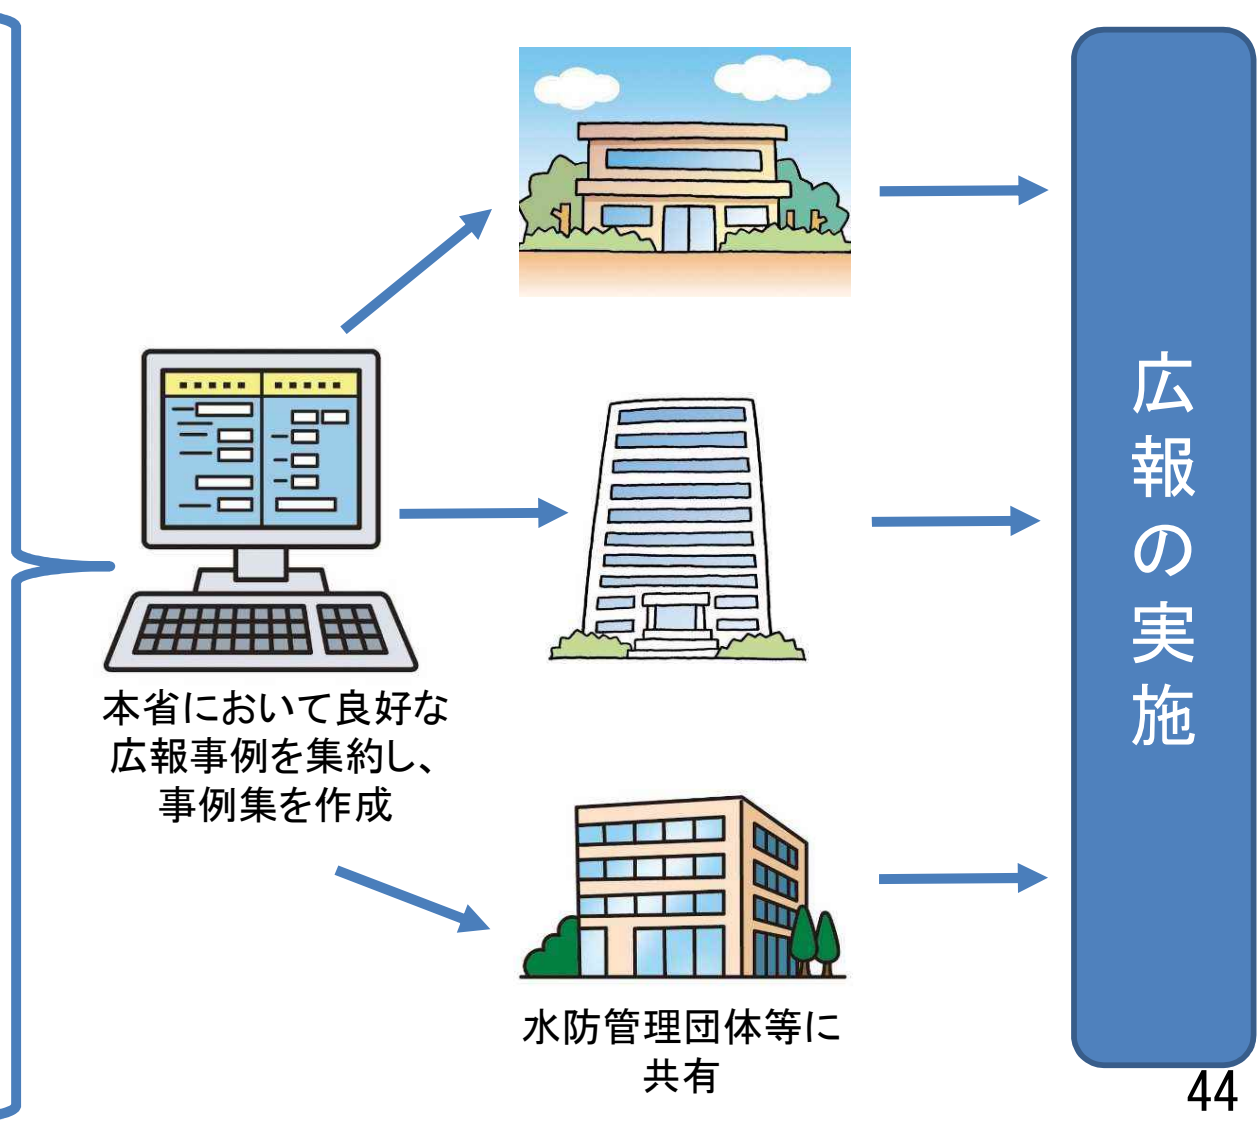 本省において良好な
広報事例を集約し、
事例集を作成
水防管理団体等に
共有
広報の実施
44